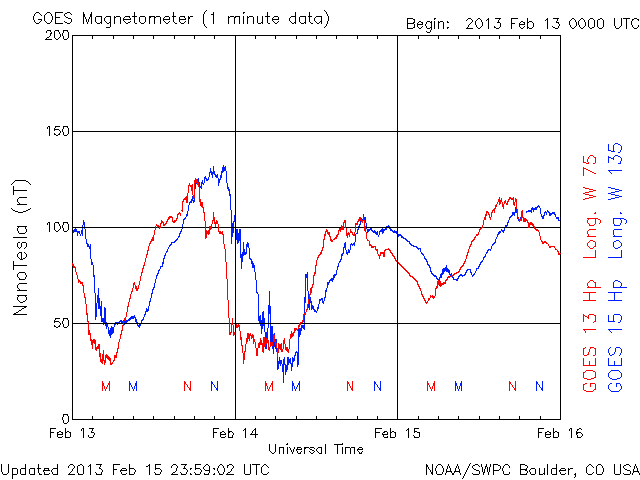 GOES Magnetometer (1 minute data)
Begin: 2013 Feb 13 0000 UTC
200
150
100
50
0
NanoTesla (nT)
M M N N M M N N M M N N
Feb 13 Feb 14 Feb 15 Feb 16
Universal Time
GOES 13 Hp Long. W 75
GOES 15 Hp Long. W 135
Updated 2013 Feb 15 23:59:02 UTC
NOAA/SWPC Boulder, CO USA